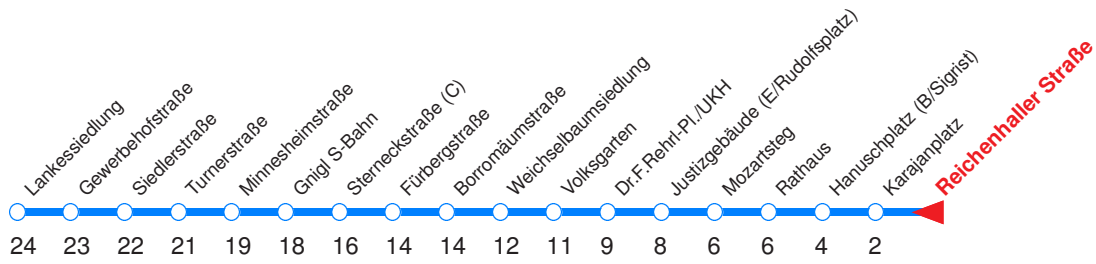 Lankessiedlung
Gewerbehofstraße
Siedlerstraße
Turnerstraße
Minnesheimstraße
Gnigl S-Bahn
Sterneckstraße (C)
Fürbergstraße
Borromäumstraße
Weichselbaumsiedlung
Volksgarten
Dr.F.Rehrl-Pl./UKH
Justizgebäude (E/Rudolfsplatz)
Mozartsteg
Rathaus
Hanuschplatz (B/Sigrist)
Karajanplatz
Reichenhaller Straße
24 23 22 21 19 18 16 14 14 12 11 9 8 6 6 4 2